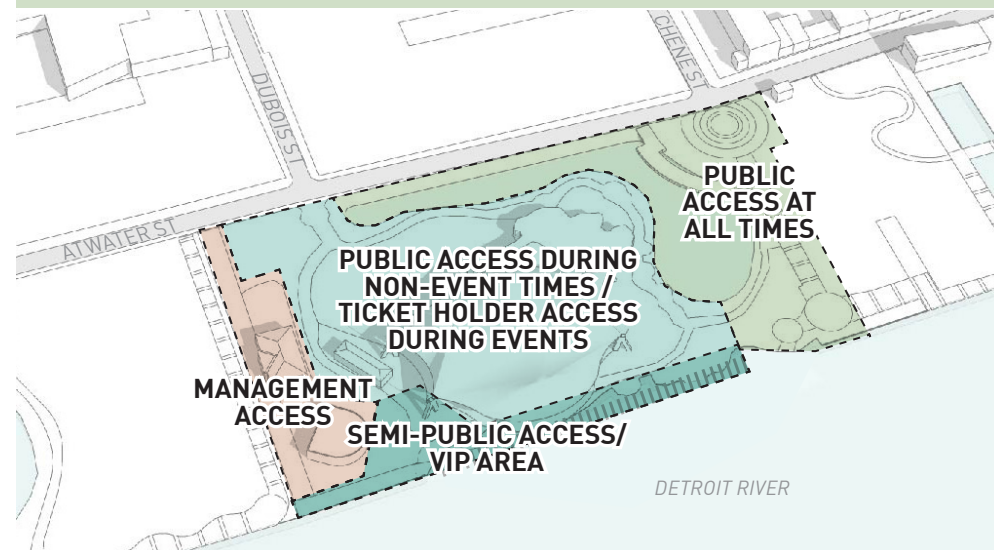 DUBOIS ST
CHENE ST
ATWATER ST
PUBLIC
ACCESS AT
ALL TIMES
PUBLIC ACCESS DURING
NON-EVENT TIMES /
TICKET HOLDER ACCESS
DURING EVENTS
MANAGEMENT
ACCESS
SEMI-PUBLIC ACCESS/
VIP AREA
DETROIT RIVER